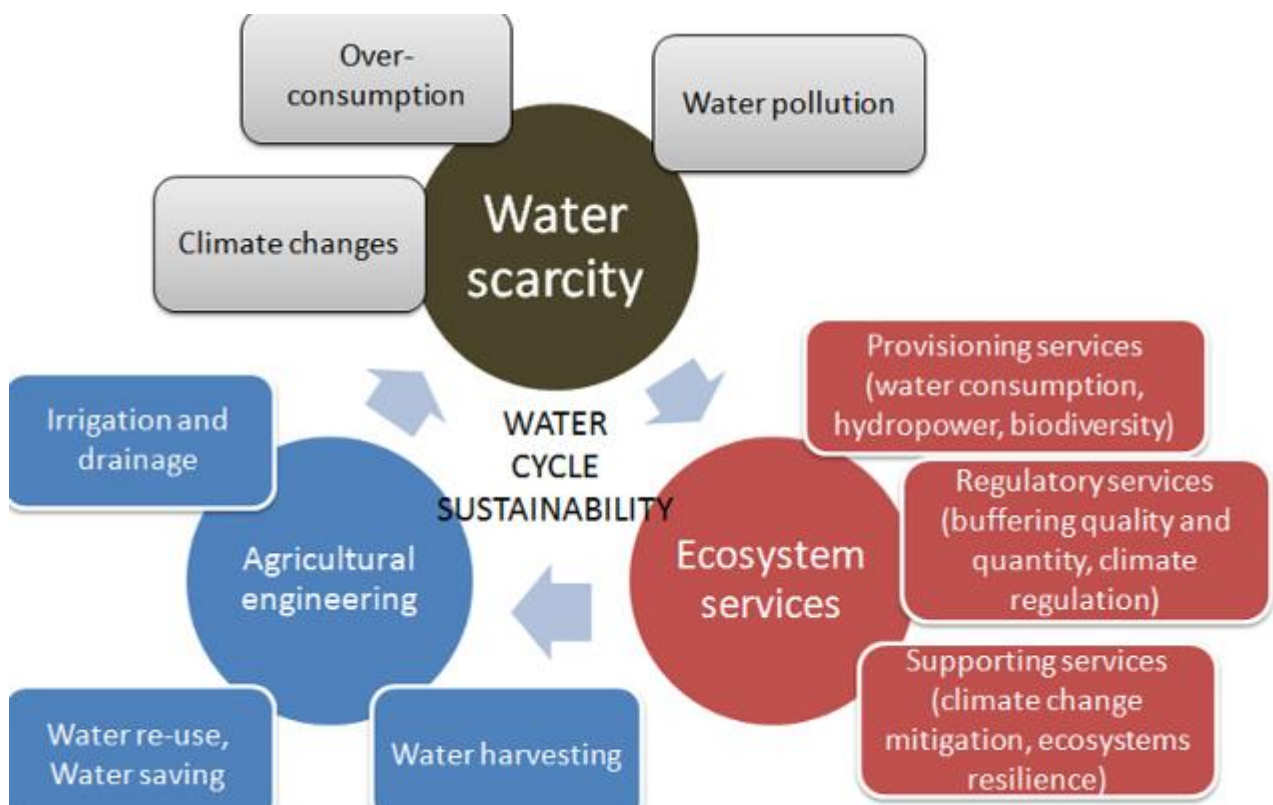 Over-
consumption
Water pollution
Water
scarcity
Climate changes
Provisioning services
(water consumption,
hydropower, biodiversity)
Irrigation and
drainage
WATER
CYCLE
SUSTAINABILITY
Regulatory services
(buffering quality and
quantity, climate
regulation)
Agricultural
engineering
Ecosystem
services
Supporting services
(climate change
mitigation, ecosystems
resilience)
Water re-use,
Water saving
Water harvesting